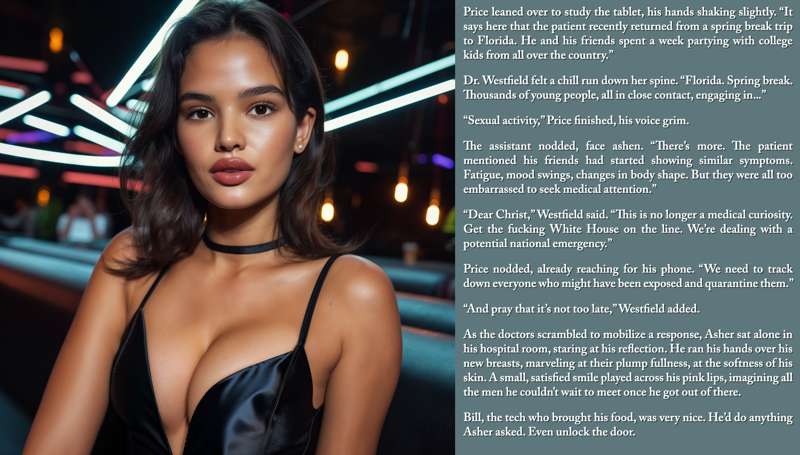 Price leaned over to study the tablet, his hands shaking slightly. “It
says here that the patient recently returned from a spring break trip
to Florida. He and his friends spent a week partying with college
kids from all over the country.”
Dr. Westfield felt a chill run down her spine. “Florida. Spring break.
Thousands of young people, all in close contact, engaging in...”
“Sexual activity,” Price finished, his voice grim.
The assistant nodded, face ashen. “There’s more. The patient
mentioned his friends had started showing similar symptoms.
Fatigue, mood swings, changes in body shape. But they were all too
embarrassed to seek medical attention.”
“Dear Christ,” Westfield said. “This is no longer a medical curiosity.
Get the fucking White House on the line. We’re dealing with a
potential national emergency.”
Price nodded, already reaching for his phone. “We need to track
down everyone who might have been exposed and quarantine them.”
“And pray that it’s not too late,” Westfield added.
As the doctors scrambled to mobilize a response, Asher sat alone in
his hospital room, staring at his reflection. He ran his hands over his
new breasts, marveling at their plump fullness, at the softness of his
skin. A small, satisfied smile played across his pink lips, imagining all
the men he couldn’t wait to meet once he got out of there.
Bill, the tech who brought his food, was very nice. He’d do anything
Asher asked. Even unlock the door.